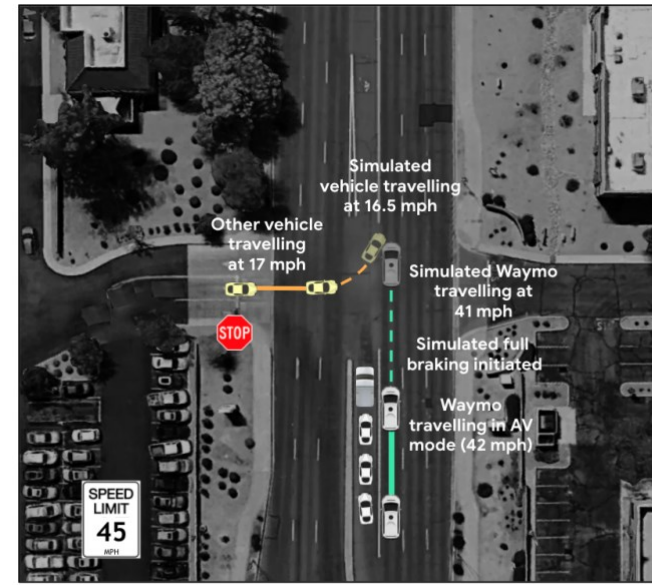 Simulated
vehicle travelling
at 16.5 mph
Other vehicle
travelling
at 17 mph
Simulated Waymo
travelling at
41 mph
STOP
Simulated full
braking initiated
Waymo
travelling in AV
mode (42 mph)
SPEED
LIMIT
45
MPH